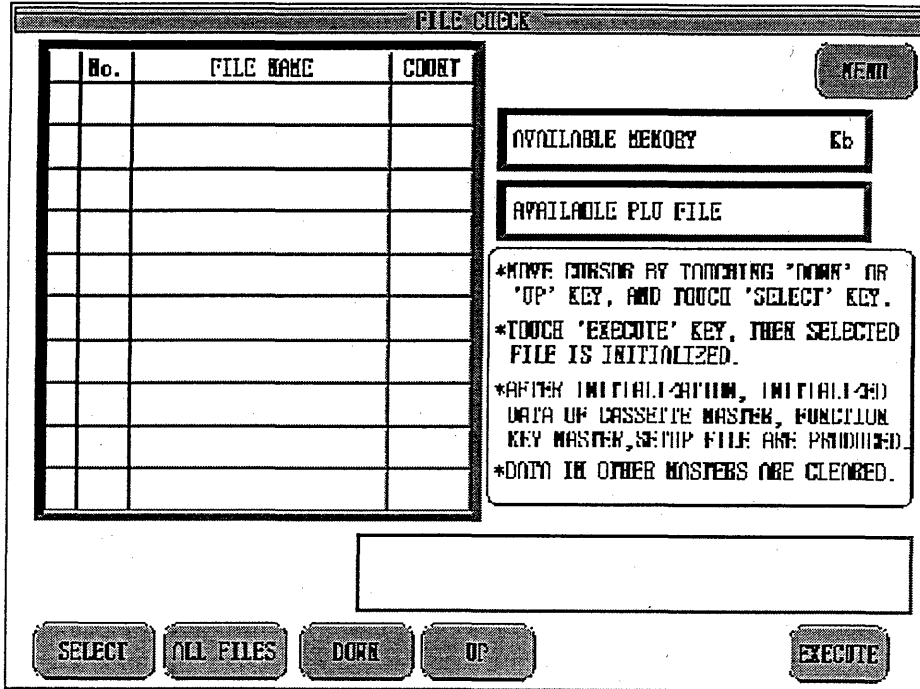 FILE CHECK
No. FILE NAME COUNT
MENU
AVAILABLE MEMORY Kb
AVAILABLE PLU FILE
*MOVE CURSOR BY TOUCHING 'DOWN' OR
'UP' KEY, AND TOUCH 'SELECT' KEY.
*TOUCH 'EXECUTE' KEY, THEN SELECTED
FILE IS INITIALIZED.
*AFTER INITIALIZATION, INITIALIZED
DATA OF CASSETTE MASTER, FUNCTION
KEY MASTER,SETUP FILE ARE PRODUCED.
*DATA IN OTHER MASTERS ARE CLEARED.
SELECT ALL FILES DOWN UP EXECUTE